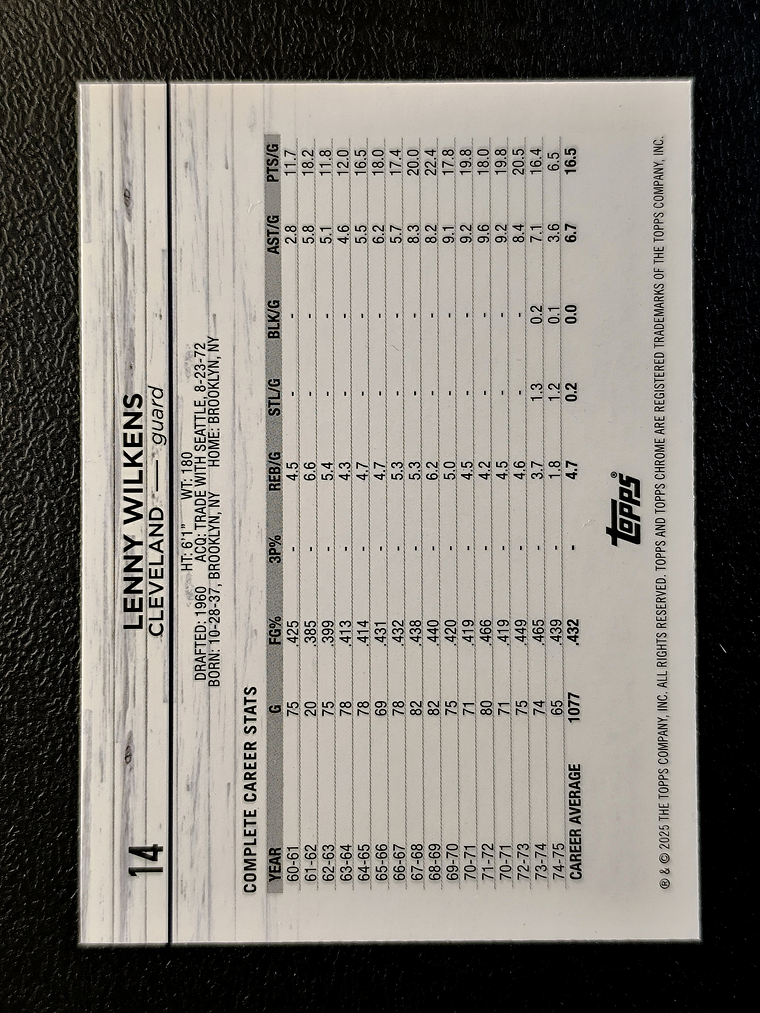 14
LENNY WILKENS
CLEVELAND — guard
HT: 6'1" WT: 180
DRAFTED: 1960 ACQ: TRADE WITH SEATTLE, 8-23-72
BORN: 10-28-37, BROOKLYN, NY HOME: BROOKLYN, NY
COMPLETE CAREER STATS
YEAR G FG% 3P% REB/G STL/G BLK/G AST/G PTS/G
60-61 75 .425 - 4.5 - - 2.8 11.7
61-62 20 .385 - 6.6 - - 5.8 18.2
62-63 75 .399 - 5.4 - - 5.1 11.8
63-64 78 .413 - 4.3 - - 4.6 12.0
64-65 78 .414 - 4.7 - - 5.5 16.5
65-66 69 .431 - 4.7 - - 6.2 18.0
66-67 78 .432 - 5.3 - - 5.7 17.4
67-68 82 .438 - 5.3 - - 8.3 20.0
68-69 82 .440 - 6.2 - - 8.2 22.4
69-70 75 .420 - 5.0 - - 9.1 17.8
70-71 71 .419 - 4.5 - - 9.2 19.8
71-72 80 .466 - 4.2 - - 9.6 18.0
70-71 71 .419 - 4.5 - - 9.2 19.8
72-73 75 .449 - 4.6 - - 8.4 20.5
73-74 74 .465 - 3.7 1.3 0.2 7.1 16.4
74-75 65 .439 - 1.8 1.2 0.1 3.6 6.5
CAREER AVERAGE 1077 .432 - 4.7 0.2 0.0 6.7 16.5
Topps®
® & © 2025 THE TOPPS COMPANY, INC. ALL RIGHTS RESERVED. TOPPS AND TOPPS CHROME ARE REGISTERED TRADEMARKS OF THE TOPPS COMPANY, INC.